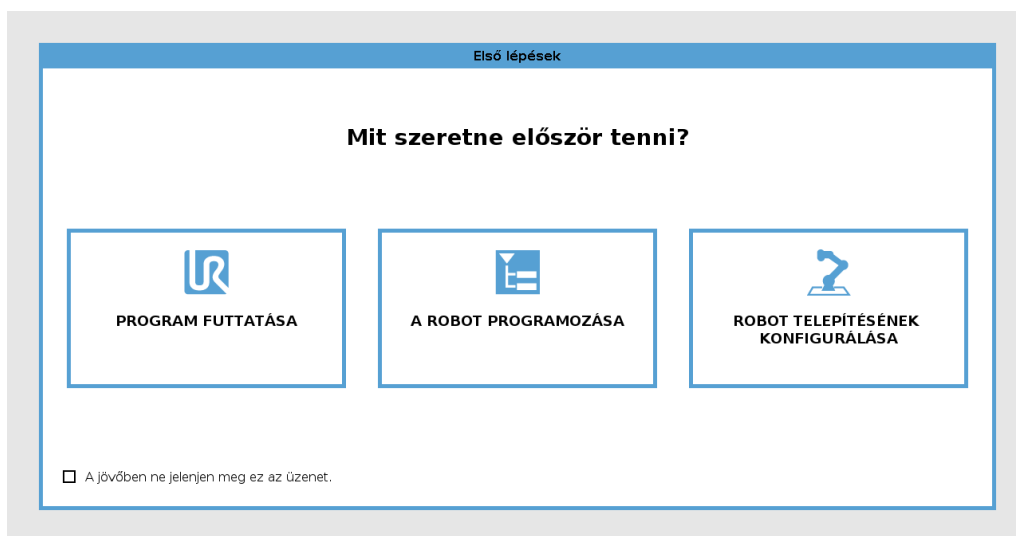 Első lépések
Mit szeretne először tenni?
PROGRAM FUTTATÁSA
A ROBOT PROGRAMOZÁSA
ROBOT TELEPÍTÉSÉNEK
KONFIGURÁLÁSA
A jövőben ne jelenjen meg ez az üzenet.